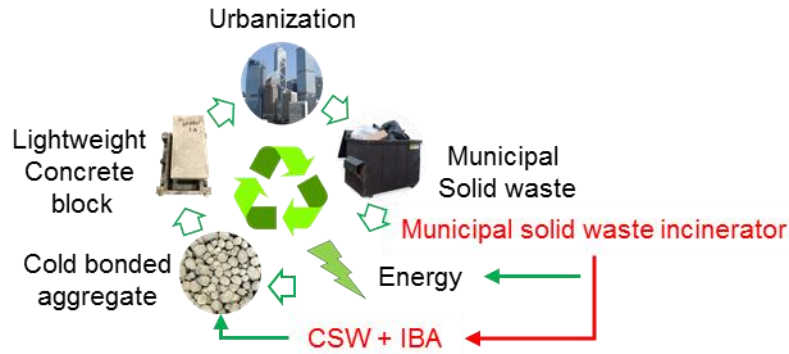 Urbanization
Lightweight
Concrete
block
Municipal
Solid waste
Municipal solid waste incinerator
Cold bonded
aggregate
Energy
CSW + IBA